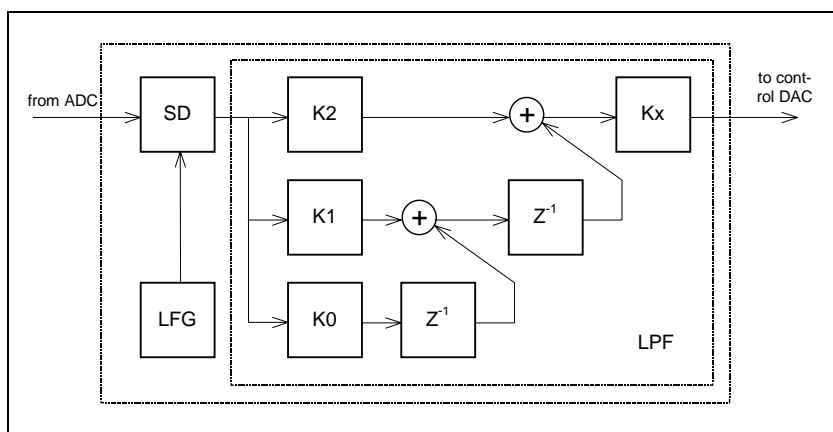 from ADC
SD
K2
+
Kx
to cont-
rol DAC
K1
+
Z-1
LFG
K0
Z-1
LPF